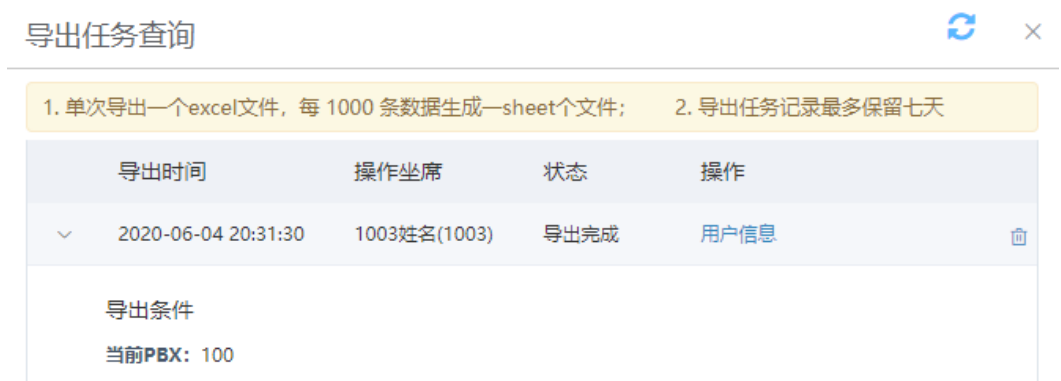 导出任务查询
1. 单次导出一个excel文件，每 1000 条数据生成一sheet个文件； 2. 导出任务记录最多保留七天
导出时间 操作坐席 状态 操作
2020-06-04 20:31:30 1003姓名(1003) 导出完成 用户信息
导出条件
当前PBX：100